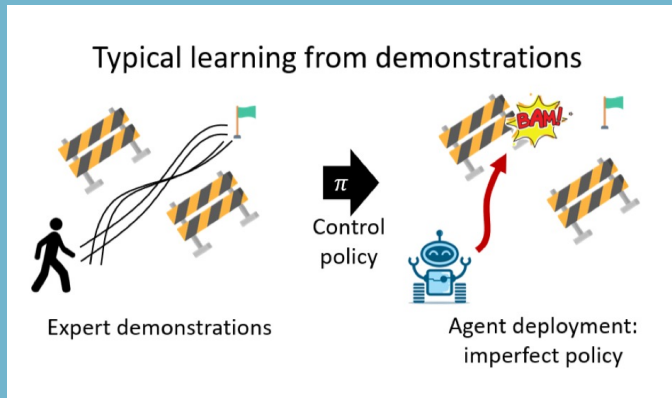 Typical learning from demonstrations
BAM!
π
Control
policy
Expert demonstrations
Agent deployment:
imperfect policy